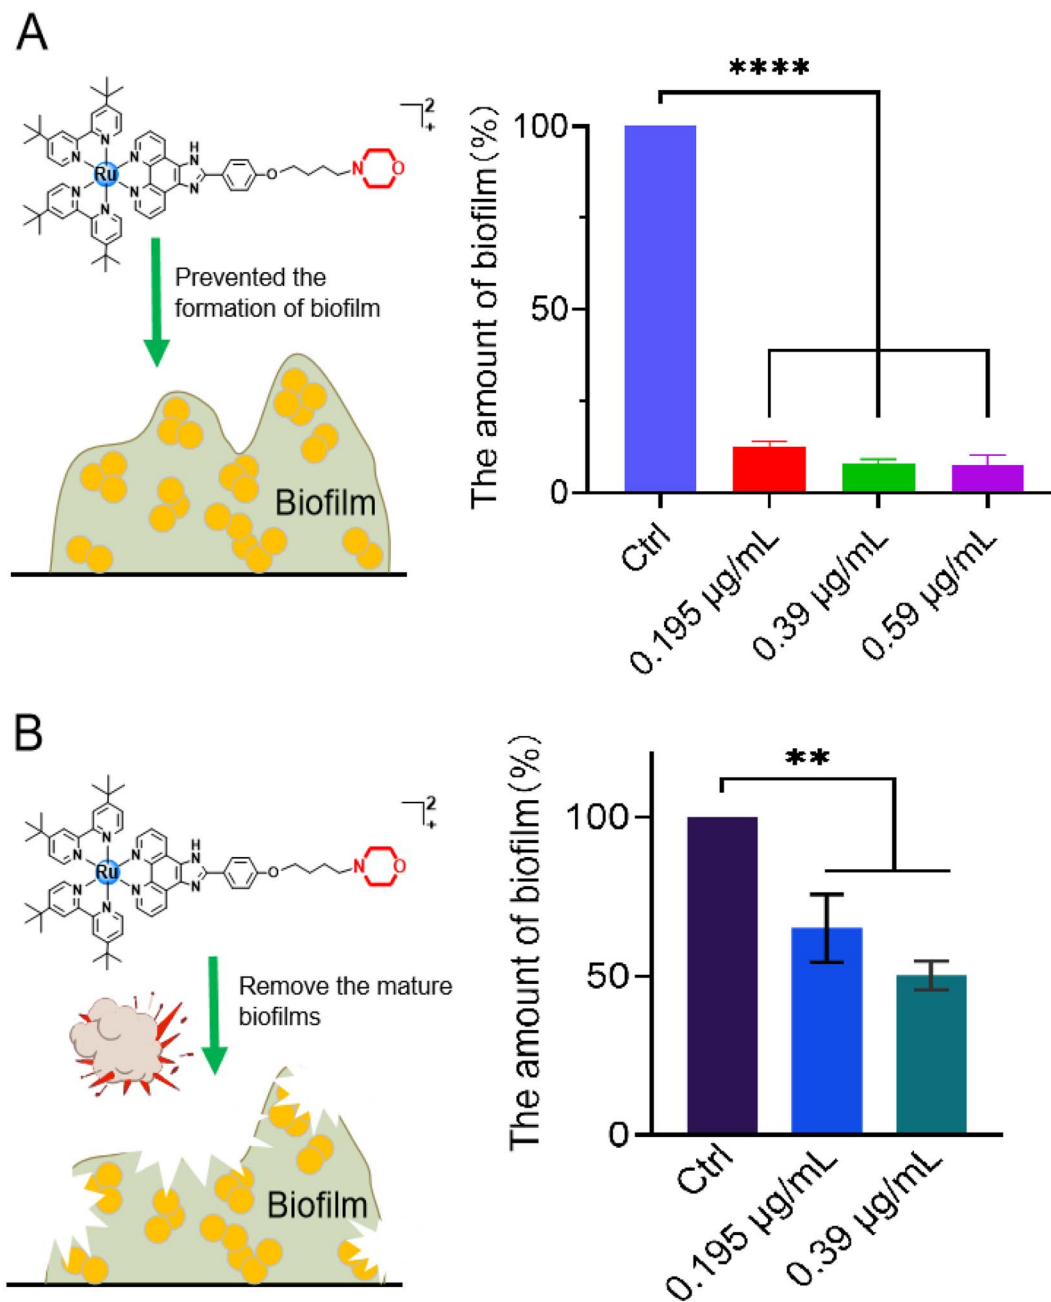 A
2
+
N
N
Ru
N
N
N
N
H
N
N
O
N
O
Prevented the
formation of biofilm
Biofilm
****
The amount of biofilm(%)
100
50
0
Ctrl
0.195 μg/mL
0.39 μg/mL
0.59 μg/mL
B
2
+
N
N
Ru
N
N
N
N
H
N
N
O
N
O
Remove the mature
biofilms
Biofilm
**
The amount of biofilm(%)
100
50
0
Ctrl
0.195 μg/mL
0.39 μg/mL